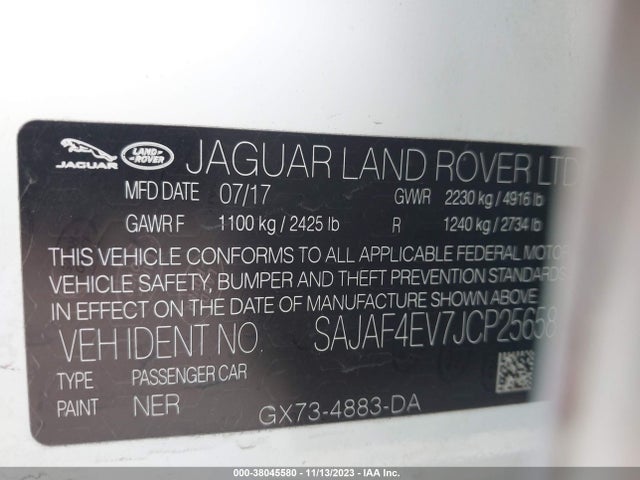 JAGUAR LAND ROVER JAGUAR LAND ROVER LTD
MFD DATE 07/17 GVWR 2230 kg / 4916 lb
GAWR F 1100 kg / 2425 lb R 1240 kg / 2734 lb
THIS VEHICLE CONFORMS TO ALL APPLICABLE FEDERAL MOTOR
VEHICLE SAFETY, BUMPER AND THEFT PREVENTION STANDARDS
IN EFFECT ON THE DATE OF MANUFACTURE SHOWN ABOVE
VEH IDENT NO. SAJAF4EV7JCP25658
TYPE PASSENGER CAR
PAINT NER
GX73-4883-DA
000-38045580 - 11/13/2023 - IAA Inc.